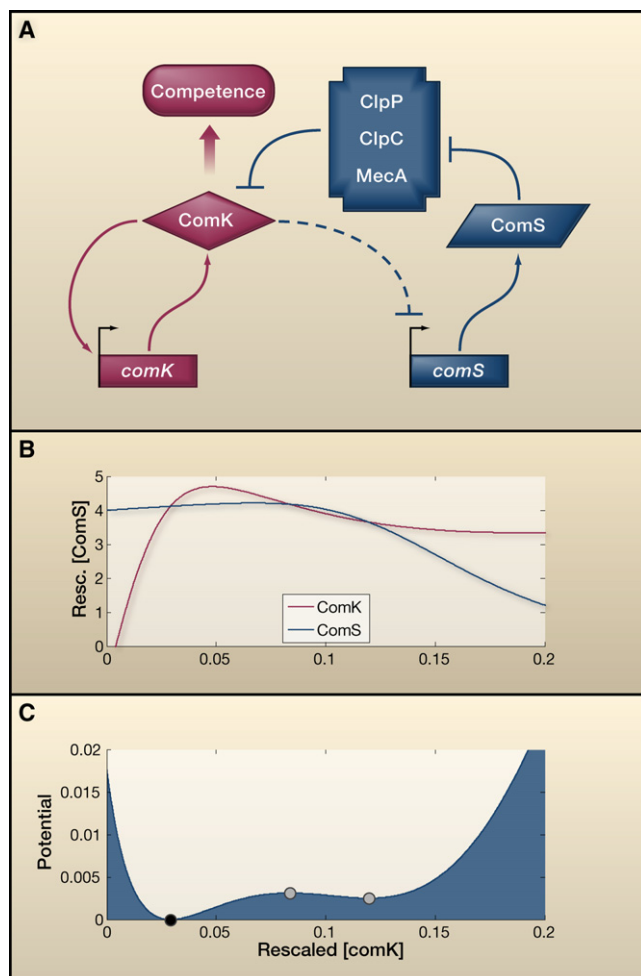 A
Competence
ClpP
ClpC
MecA
ComK
ComS
comK
comS
B
Resc. [ComS]
5
4
3
2
1
0
ComK
ComS
0
0.05
0.1
0.15
0.2
C
Potential
0.02
0.015
0.01
0.005
0
0
0.05
0.1
0.15
0.2
Rescaled [comK]